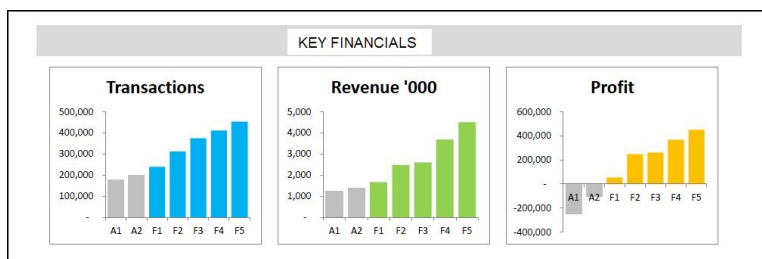 KEY FINANCIALS
Transactions
500,000
400,000
300,000
200,000
100,000
-
A1 A2 F1 F2 F3 F4 F5
Revenue '000
5,000
4,000
3,000
2,000
1,000
-
A1 A2 F1 F2 F3 F4 F5
Profit
600,000
400,000
200,000
-
A1 A2 F1 F2 F3 F4 F5
-200,000
-400,000